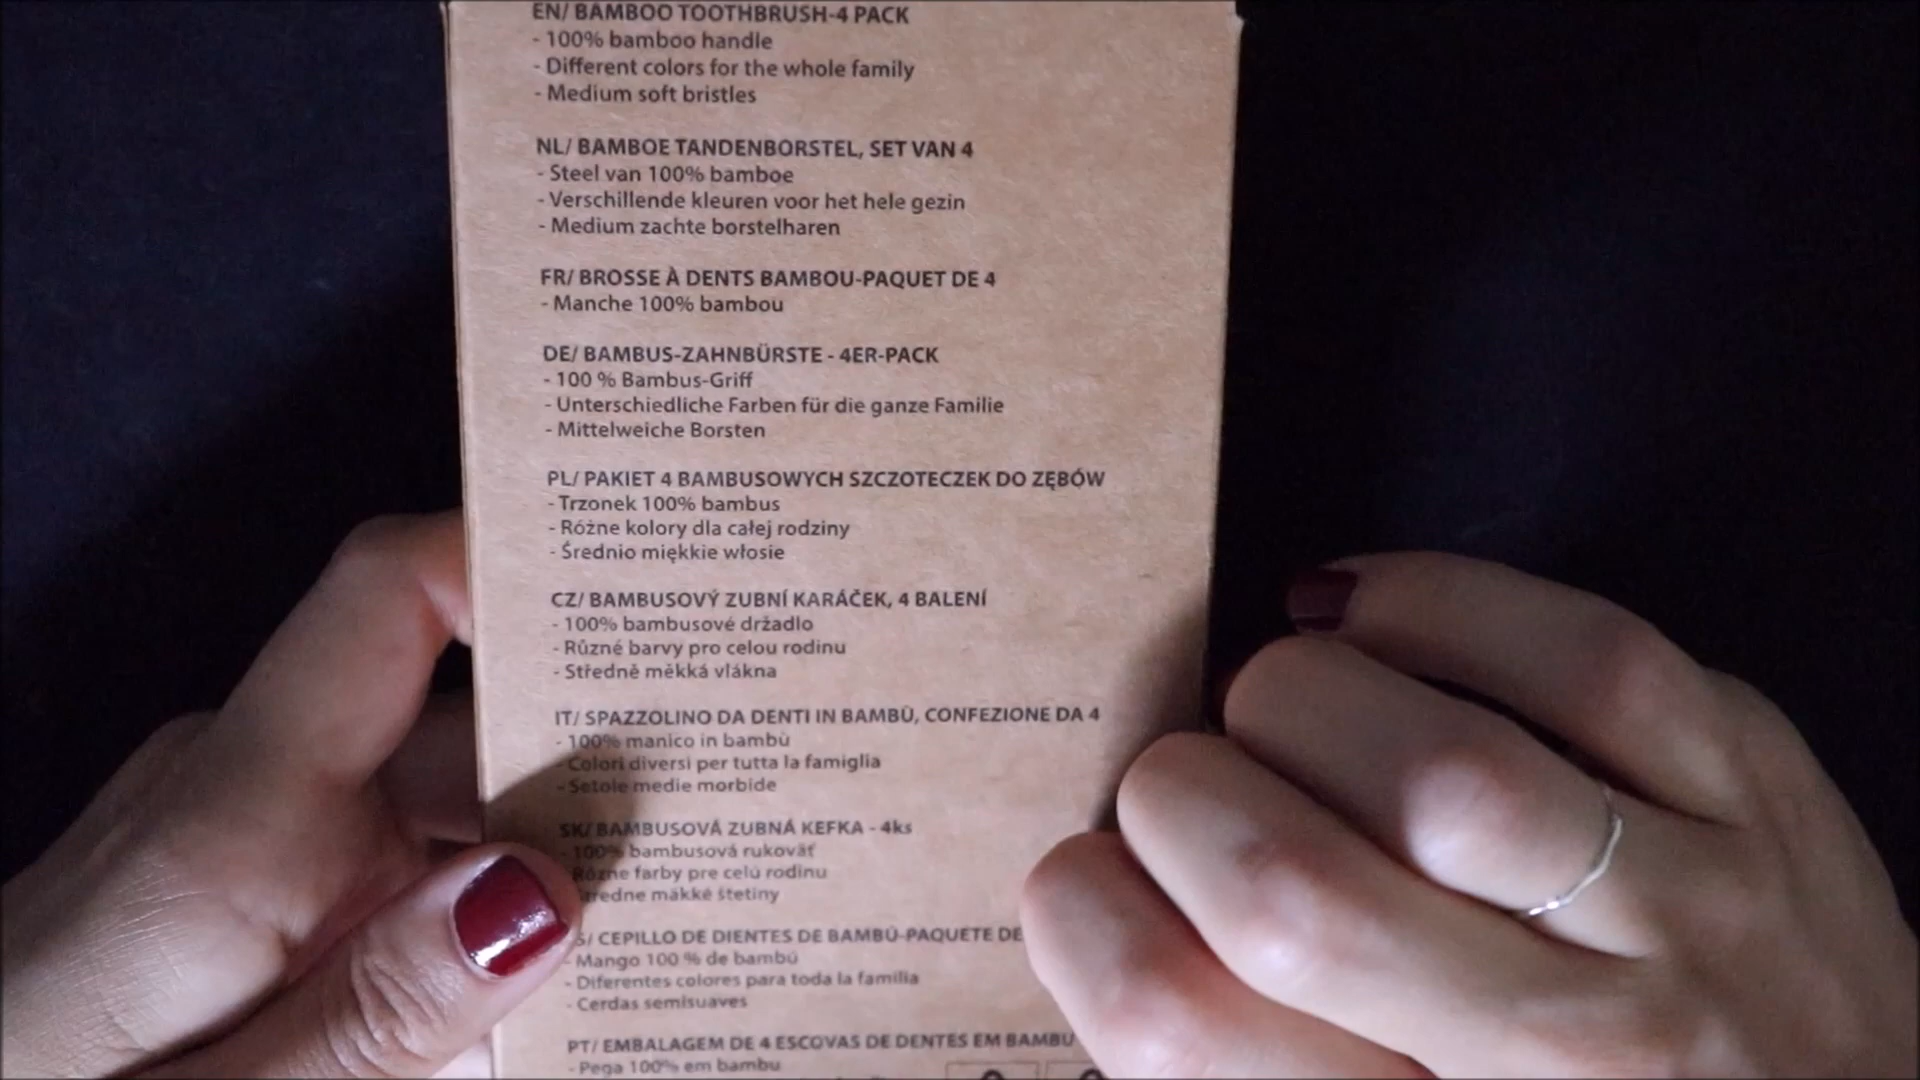 EN/ BAMBOO TOOTHBRUSH-4 PACK
- 100% bamboo handle
- Different colors for the whole family
- Medium soft bristles
NL/ BAMBOE TANDENBORSTEL, SET VAN 4
- Steel van 100% bamboe
- Verschillende kleuren voor het hele gezin
- Medium zachte borstelharen
FR/ BROSSE À DENTS BAMBOU-PAQUET DE 4
- Manche 100% bambou
DE/ BAMBUS-ZAHNBÜRSTE - 4ER-PACK
- 100 % Bambus-Griff
- Unterschiedliche Farben für die ganze Familie
- Mittelweiche Borsten
PL/ PAKIET 4 BAMBUSOWYCH SZCZOTECZEK DO ZĘBÓW
- Trzonek 100% bambus
- Różne kolory dla całej rodziny
- Średnio miękkie włosie
CZ/ BAMBUSOVÝ ZUBNÍ KARÁČEK, 4 BALENÍ
- 100% bambusové držadlo
- Různé barvy pro celou rodinu
- Středně měkká vlákna
IT/ SPAZZOLINO DA DENTI IN BAMBÙ, CONFEZIONE DA 4
- 100% manico in bambù
- Colori diversi per tutta la famiglia
- Setole medie morbide
SK/ BAMBUSOVÁ ZUBNÁ KEFKA - 4ks
- 100% bambusová rukoväť
Rôzne farby pre celú rodinu
tredne mäkké štetiny
S/ CEPILLO DE DIENTES DE BAMBÚ-PAQUETE DE
- Mango 100 % de bambú
- Diferentes colores para toda la familia
- Cerdas semisuaves
PT/ EMBALAGEM DE 4 ESCOVAS DE DENTES EM BAMBU
- Pega 100% em bambu